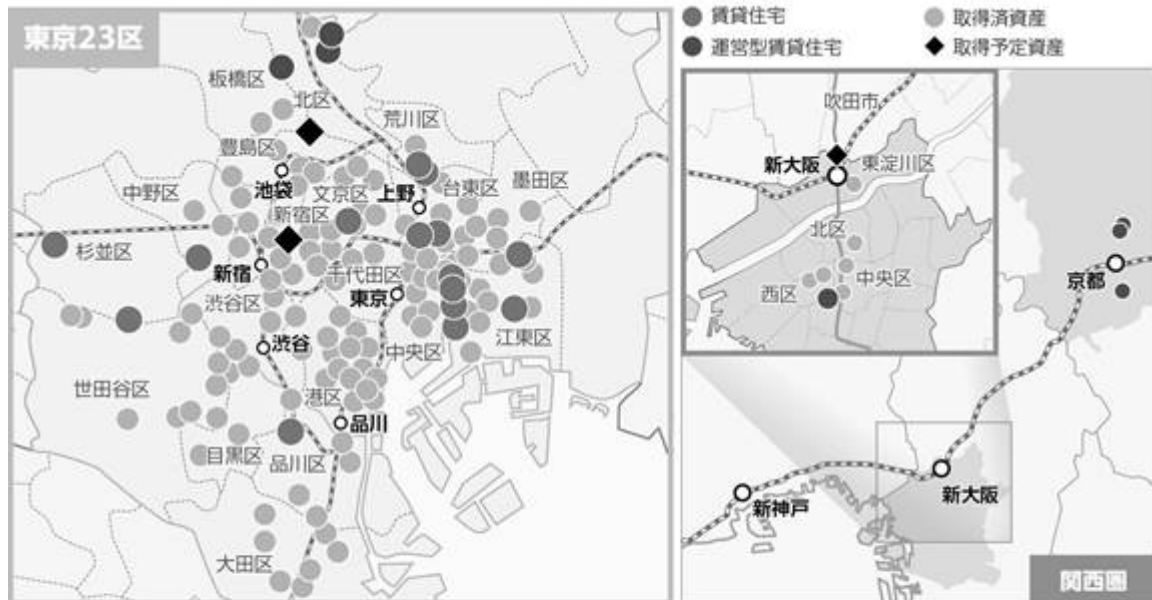 東京23区
賃貸住宅
取得済資産
運営型賃貸住宅
取得予定資産
板橋区
北区
荒川区
豊島区
池袋
文京区
上野
台東区
墨田区
中野区
新宿区
杉並区
新宿
千代田区
東京
渋谷区
渋谷
中央区
江東区
世田谷区
港区
品川
目黒区
品川区
大田区
吹田市
新大阪
東淀川区
北区
中央区
西区
京都
新大阪
新神戸
関西圏